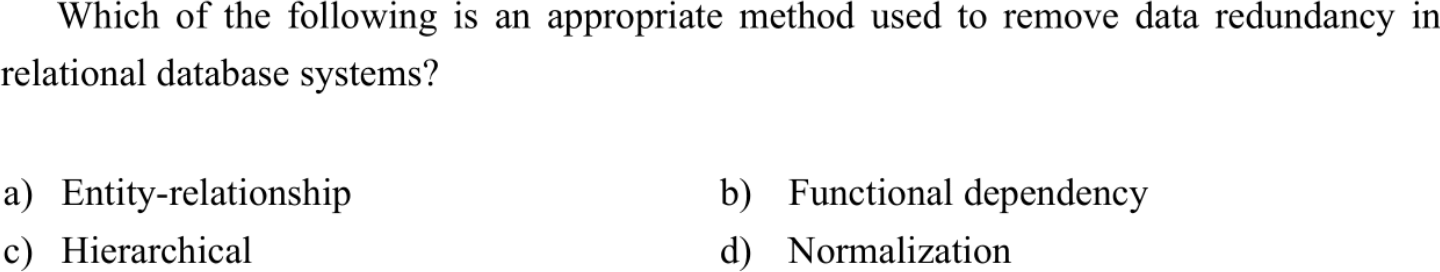 Which of the following is an appropriate method used to remove data redundancy in
relational database systems?
a) Entity-relationship b) Functional dependency
c) Hierarchical d) Normalization